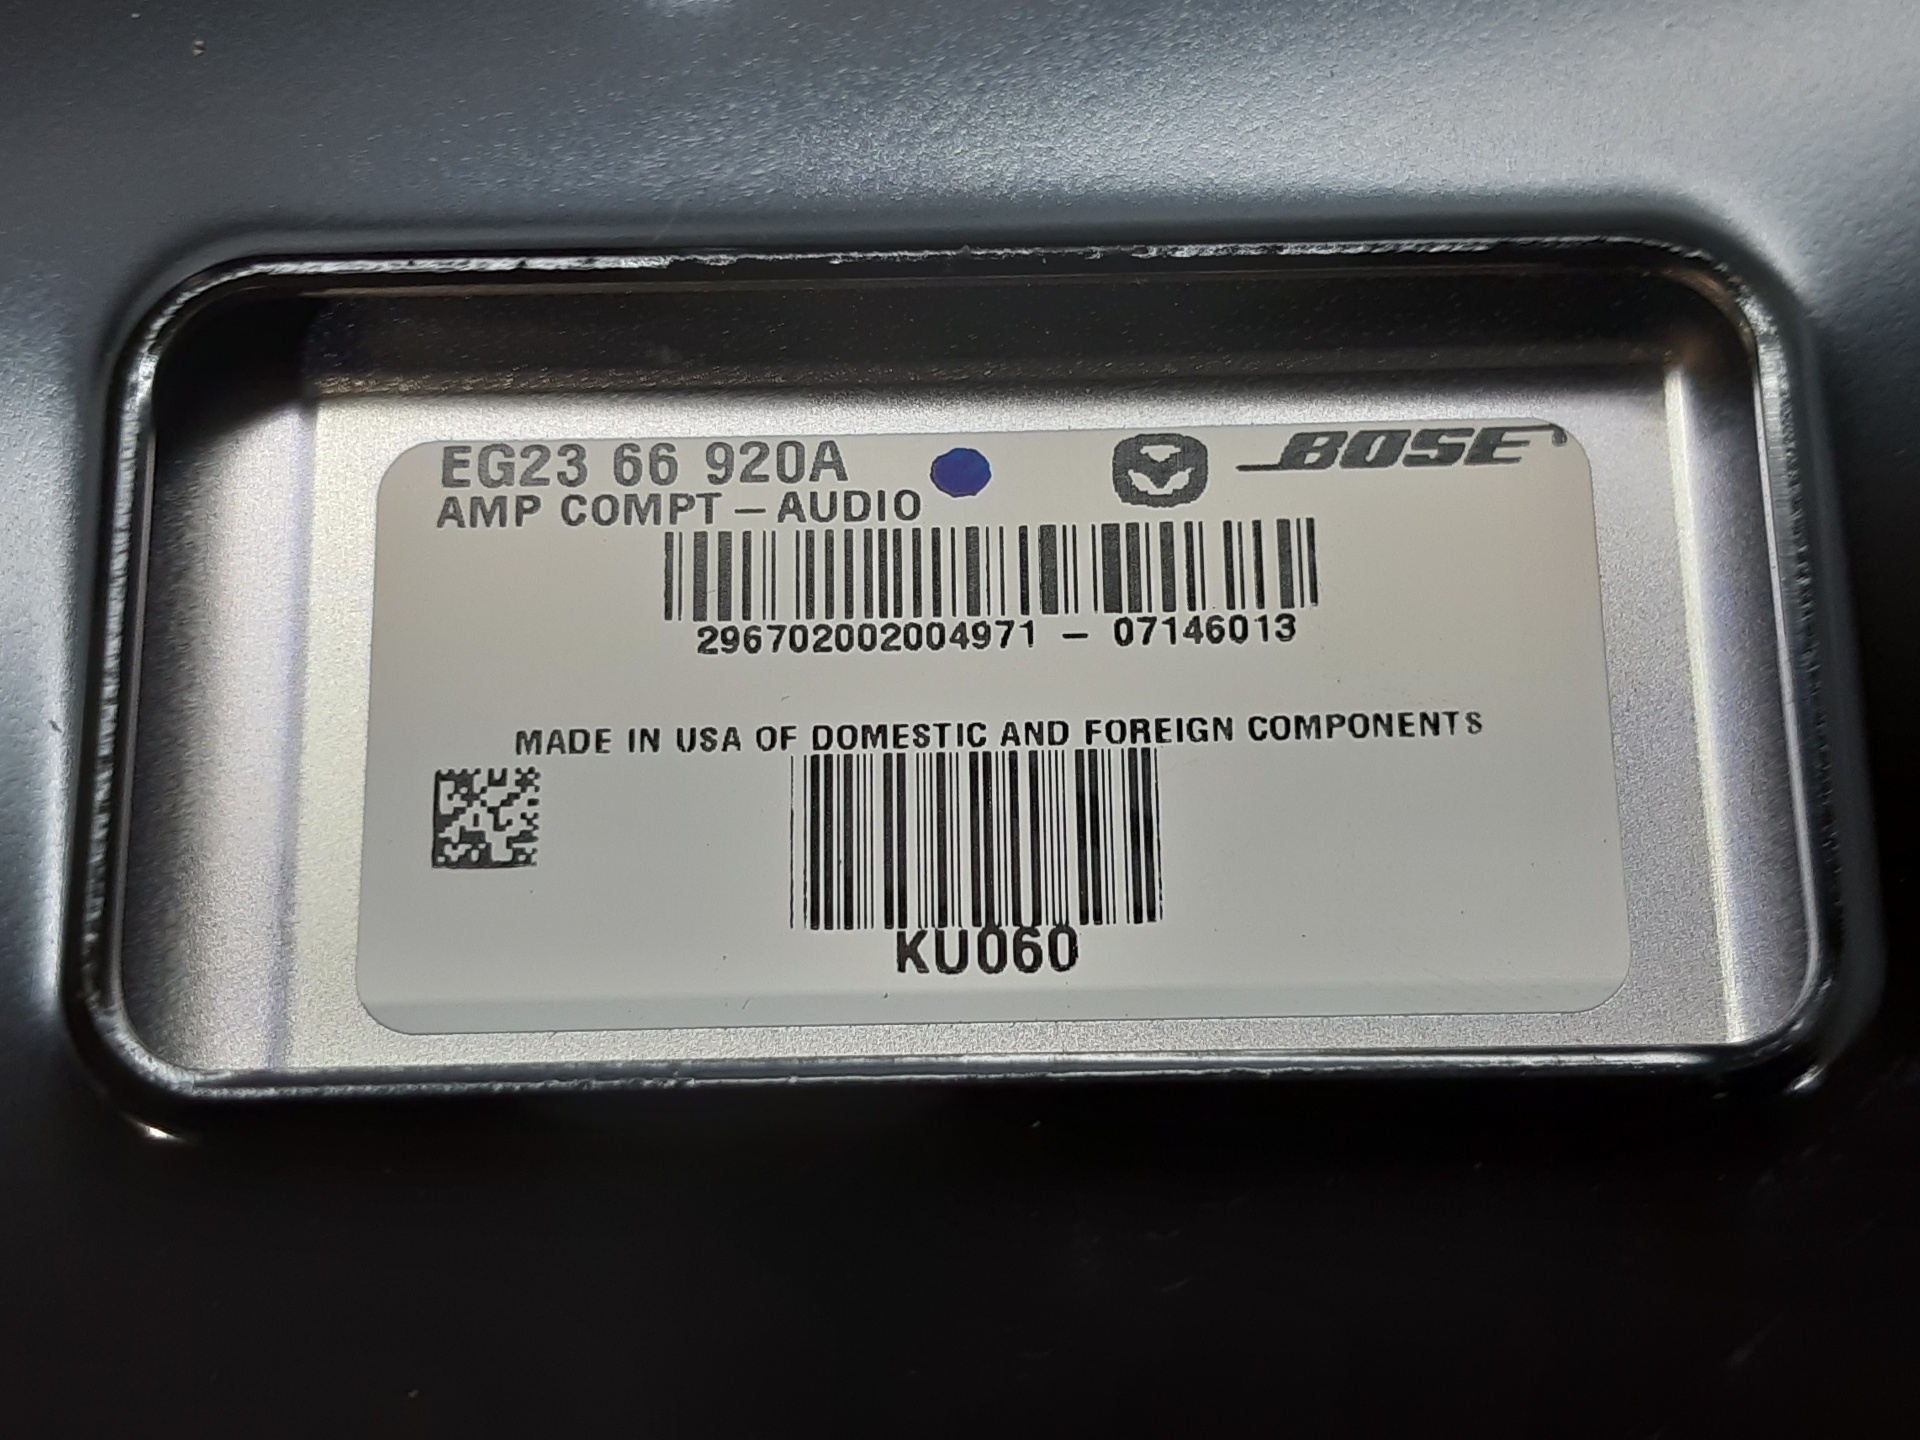 EG23 66 920A
BOSE
AMP COMPT – AUDIO
296702002004971 – 07146013
MADE IN USA OF DOMESTIC AND FOREIGN COMPONENTS
KU060